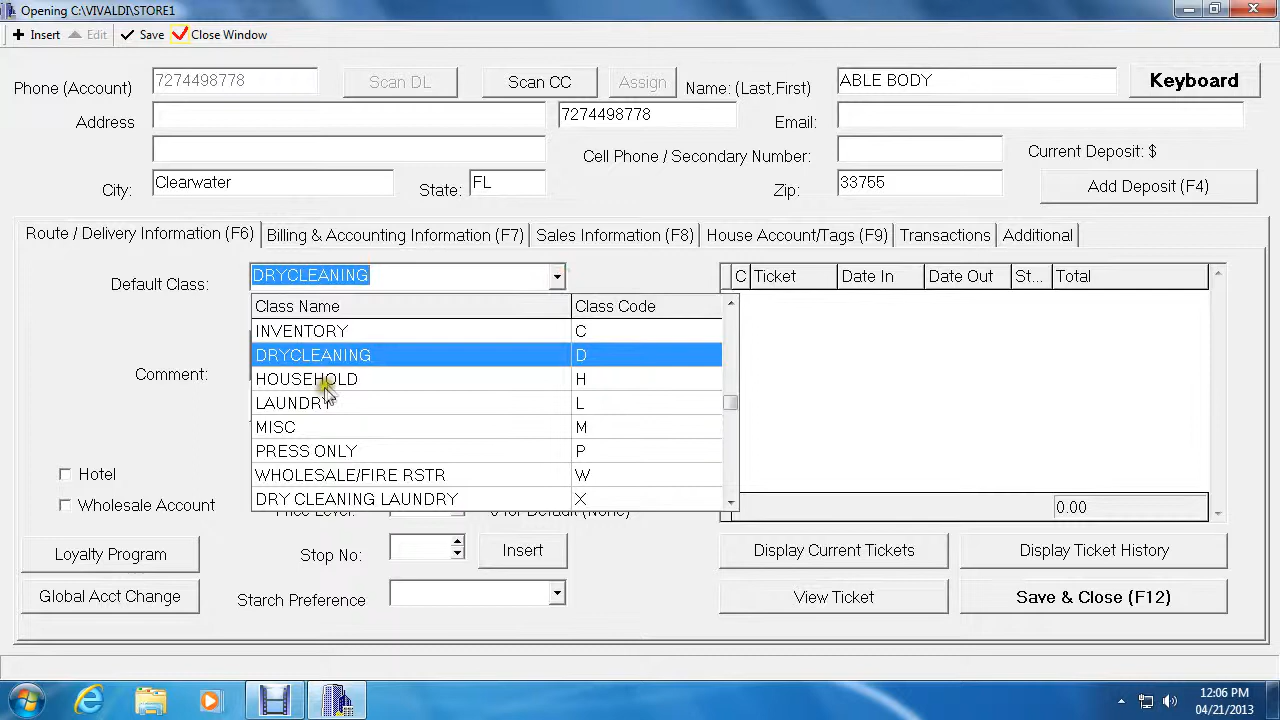 Opening C:\VIVALDI\STORE1
Insert Edit Save Close Window
Phone (Account) 7274498778 Scan DL Scan CC Assign Name: (Last,First) ABLE BODY Keyboard
Address 7274498778 Email:
Cell Phone / Secondary Number: Current Deposit: $
City: Clearwater State: FL Zip: 33755 Add Deposit (F4)
Route / Delivery Information (F6) Billing & Accounting Information (F7) Sales Information (F8) House Account/Tags (F9) Transactions Additional
Default Class: DRYCLEANING C Ticket Date In Date Out St... Total
Class Name Class Code
INVENTORY C
DRYCLEANING D
Comment: HOUSEHOLD H
LAUNDRY L
MISC M
PRESS ONLY P
Hotel WHOLESALE/FIRE RSTR W
Wholesale Account DRY CLEANING LAUNDRY X 0.00
Price Level: 0 for Default (None)
Loyalty Program Stop No: Insert Display Current Tickets Display Ticket History
Global Acct Change Starch Preference View Ticket Save & Close (F12)
12:06 PM
04/21/2013